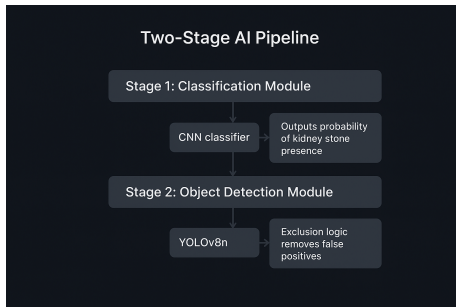 Two-Stage AI Pipeline
Stage 1: Classification Module
CNN classifier
Outputs probability
of kidney stone
presence
Stage 2: Object Detection Module
YOLOv8n
Exclusion logic
removes false
positives